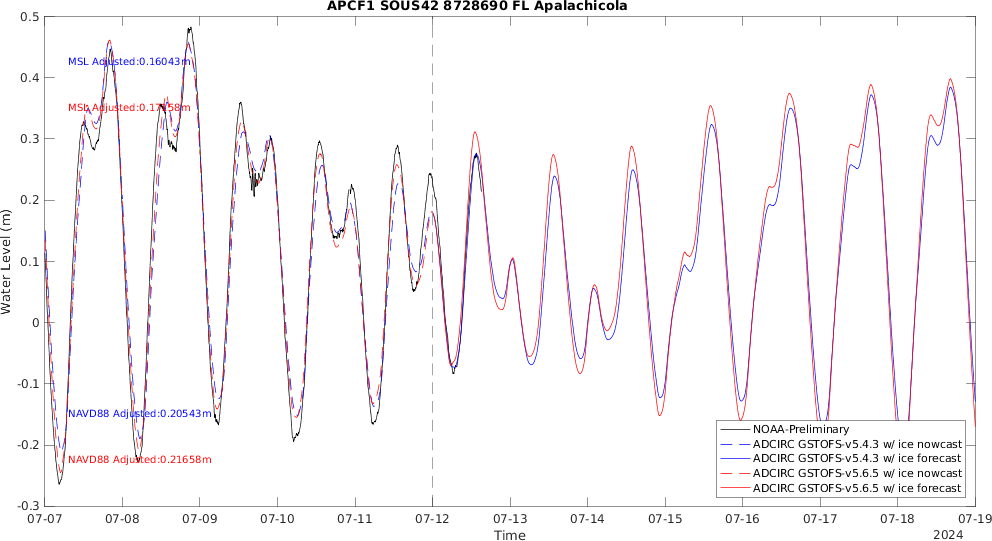 APCF1 SOUS42 8728690 FL Apalachicola
0.5
0.4
0.3
0.2
0.1
0
-0.1
-0.2
-0.3
Water Level (m)
MSL Adjusted:0.16043m
MSL Adjusted:0.17158m
NAVD88 Adjusted:0.20543m
NAVD88 Adjusted:0.21658m
NOAA-Preliminary
ADCIRC GSTOFS-v5.4.3 w/ ice nowcast
ADCIRC GSTOFS-v5.4.3 w/ ice forecast
ADCIRC GSTOFS-v5.6.5 w/ ice nowcast
ADCIRC GSTOFS-v5.6.5 w/ ice forecast
07-07 07-08 07-09 07-10 07-11 07-12 07-13 07-14 07-15 07-16 07-17 07-18 07-19
Time
2024